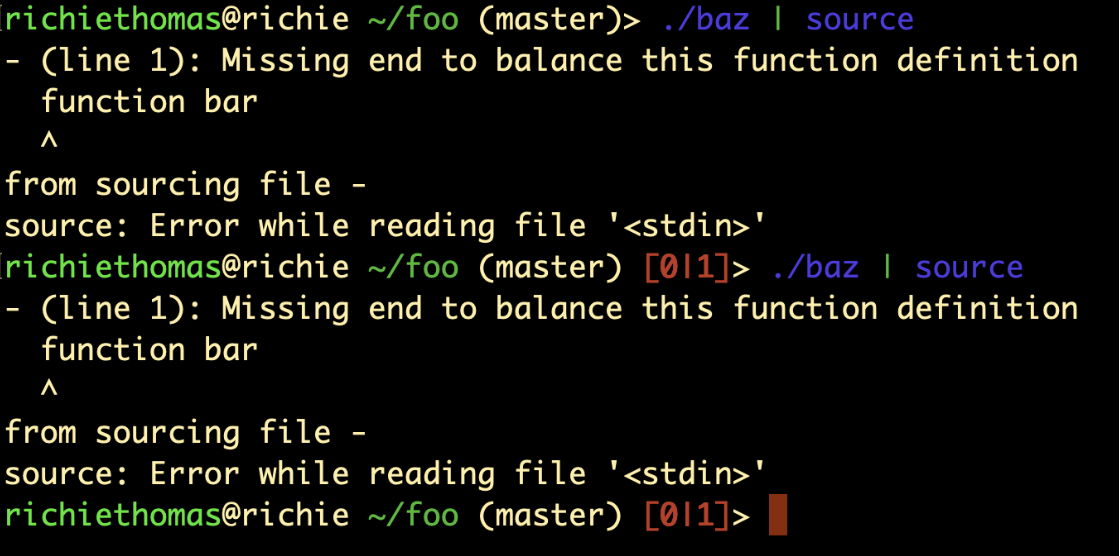 richiethomas@richie ~/foo (master)> ./baz | source
- (line 1): Missing end to balance this function definition
  function bar
  ^
from sourcing file -
source: Error while reading file '<stdin>'
richiethomas@richie ~/foo (master) [0|1]> ./baz | source
- (line 1): Missing end to balance this function definition
  function bar
  ^
from sourcing file -
source: Error while reading file '<stdin>'
richiethomas@richie ~/foo (master) [0|1]>